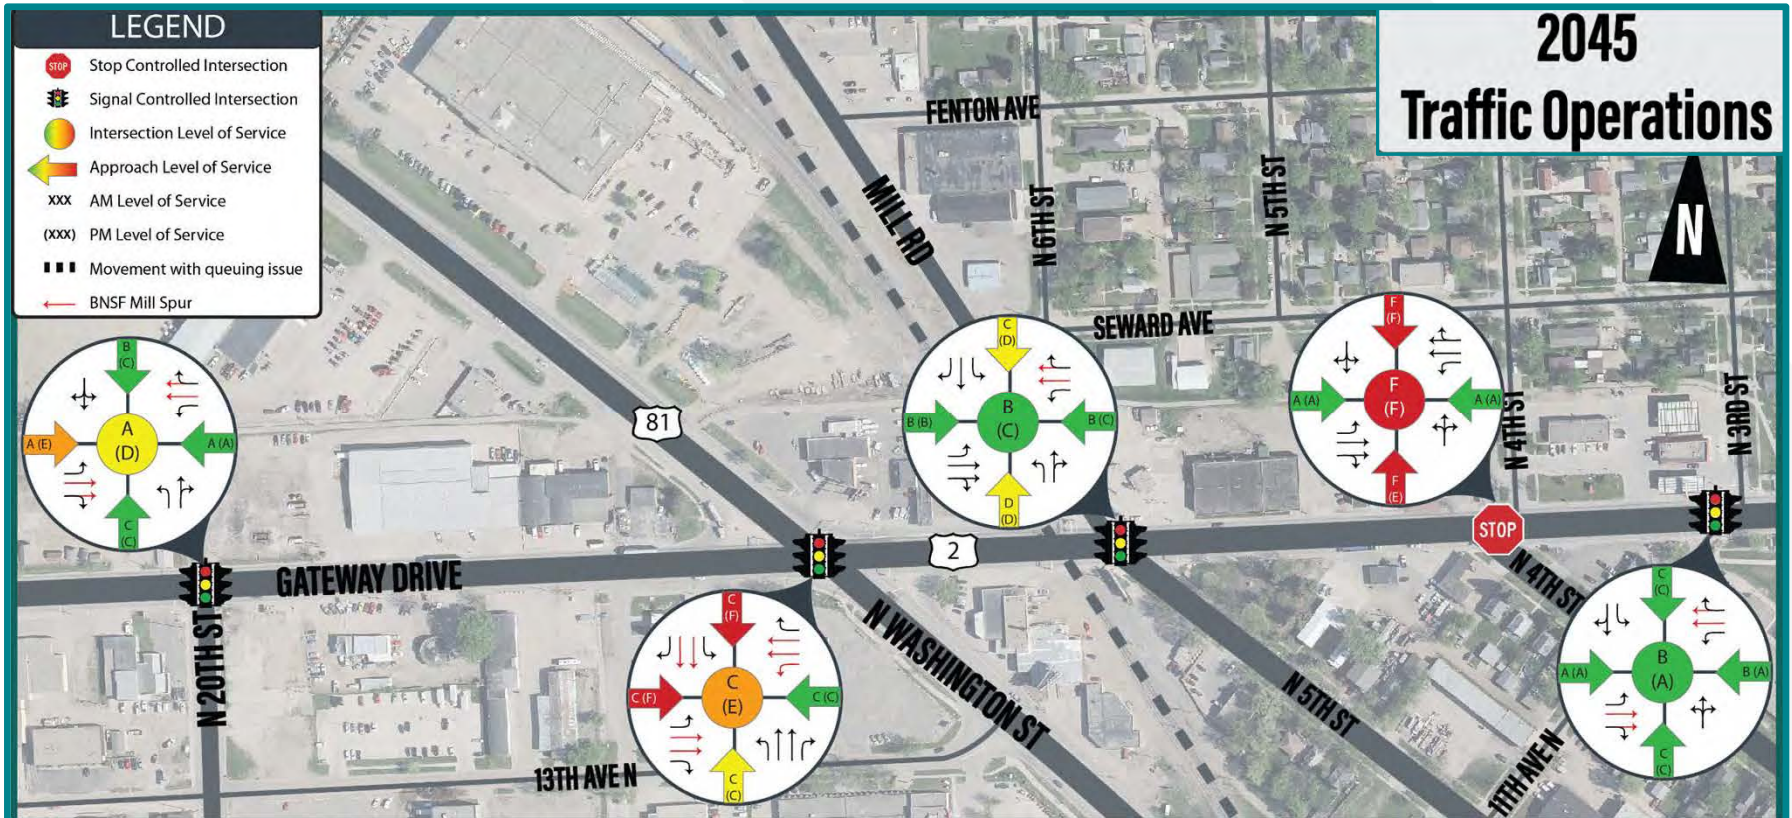 LEGEND
STOP Stop Controlled Intersection
Signal Controlled Intersection
Intersection Level of Service
Approach Level of Service
XXX AM Level of Service
(XXX) PM Level of Service
Movement with queuing issue
BNSF Mill Spur
2045
Traffic Operations
N
FENTON AVE
MILL RD
N 6TH ST
N 5TH ST
SEWARD AVE
N 4TH ST
N 3RD ST
81
2
GATEWAY DRIVE
N 20TH ST
13TH AVE N
N WASHINGTON ST
N 5TH ST
N 4TH ST
11TH AVE N
STOP
B
(C)
A (E)
A
(D)
A (A)
C
(C)
C
(F)
C (F)
C
(E)
C (C)
C
(C)
C
(D)
B (B)
B
(C)
B (C)
D
(D)
F
(F)
A (A)
F
(F)
A (A)
F
(E)
C
(C)
A (A)
B
(A)
B (A)
C
(C)